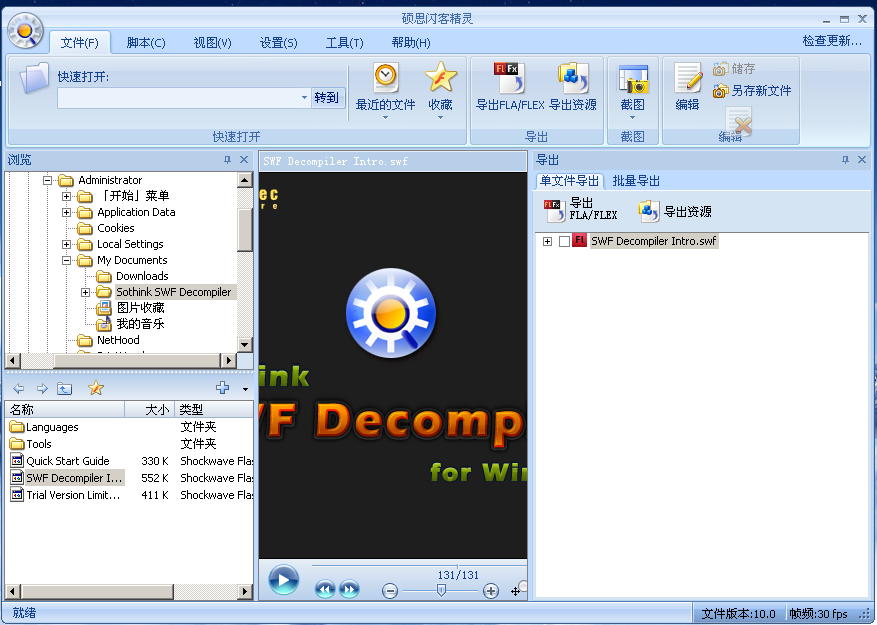 硕思闪客精灵
文件(F) 脚本(C) 视图(V) 设置(S) 工具(T) 帮助(H) 检查更新...
快速打开:
转到
最近的文件
收藏
快速打开
导出FLA/FLEX
导出资源
导出
截图
截图
编辑
储存
另存新文件
编辑
浏览
Administrator
「开始」菜单
Application Data
Cookies
Local Settings
My Documents
Downloads
Sothink SWF Decompiler
图片收藏
我的音乐
NetHood
名称 大小 类型
Languages 文件夹
Tools 文件夹
Quick Start Guide 330 K Shockwave Flas
SWF Decompiler I... 552 K Shockwave Flas
Trial Version Limit... 411 K Shockwave Flas
SWF Decompiler Intro.swf
ec
re
ink
WF Decomp
for Win
131/131
导出
单文件导出 批量导出
导出
FLA/FLEX
导出资源
SWF Decompiler Intro.swf
就绪
文件版本:10.0 帧频:30 fps